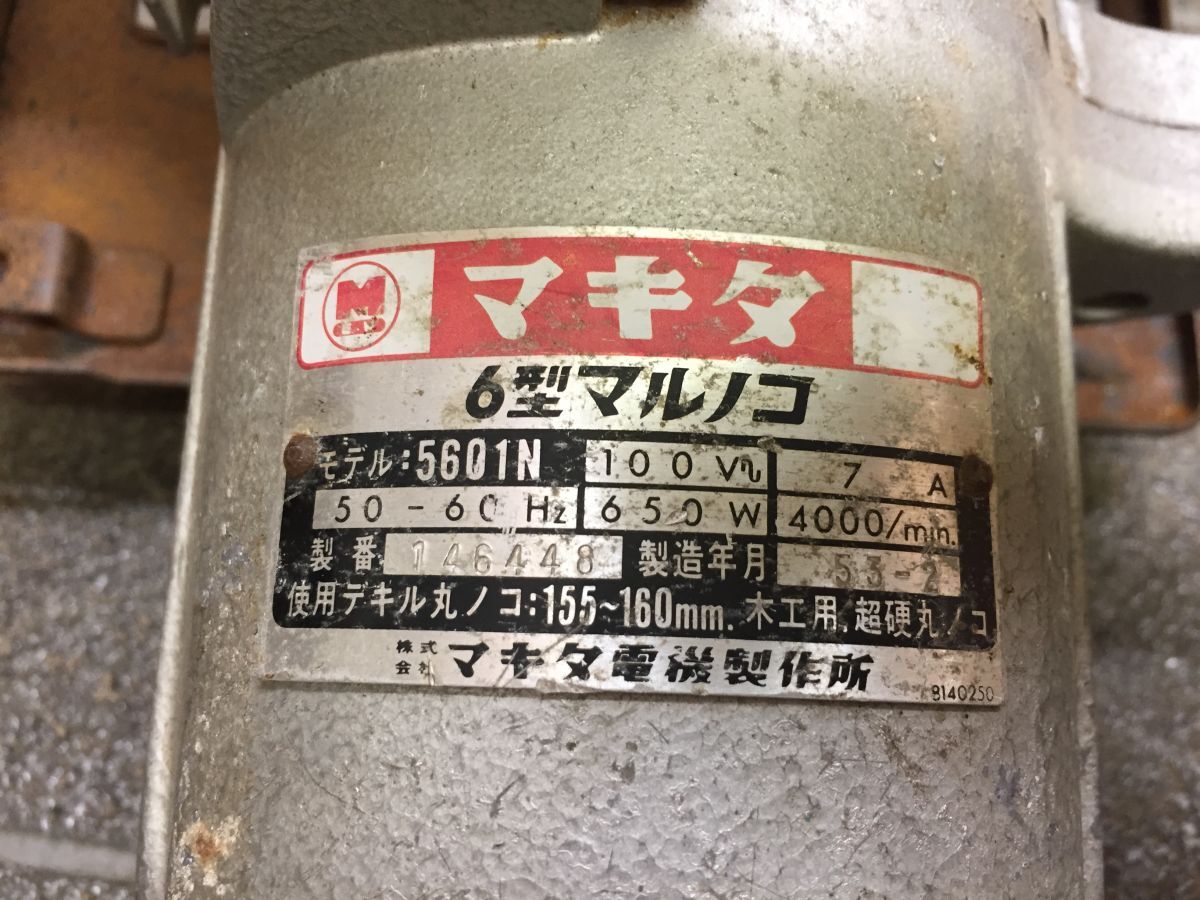 マキタ
6型マルノコ
モデル:5601N 100V 7 A
50-60 Hz 650W 4000/min.
製番 146448 製造年月 53-2
使用デキル丸ノコ:155~160mm. 木工用.超硬丸ノコ
株式会社 マキタ電機製作所
8140250